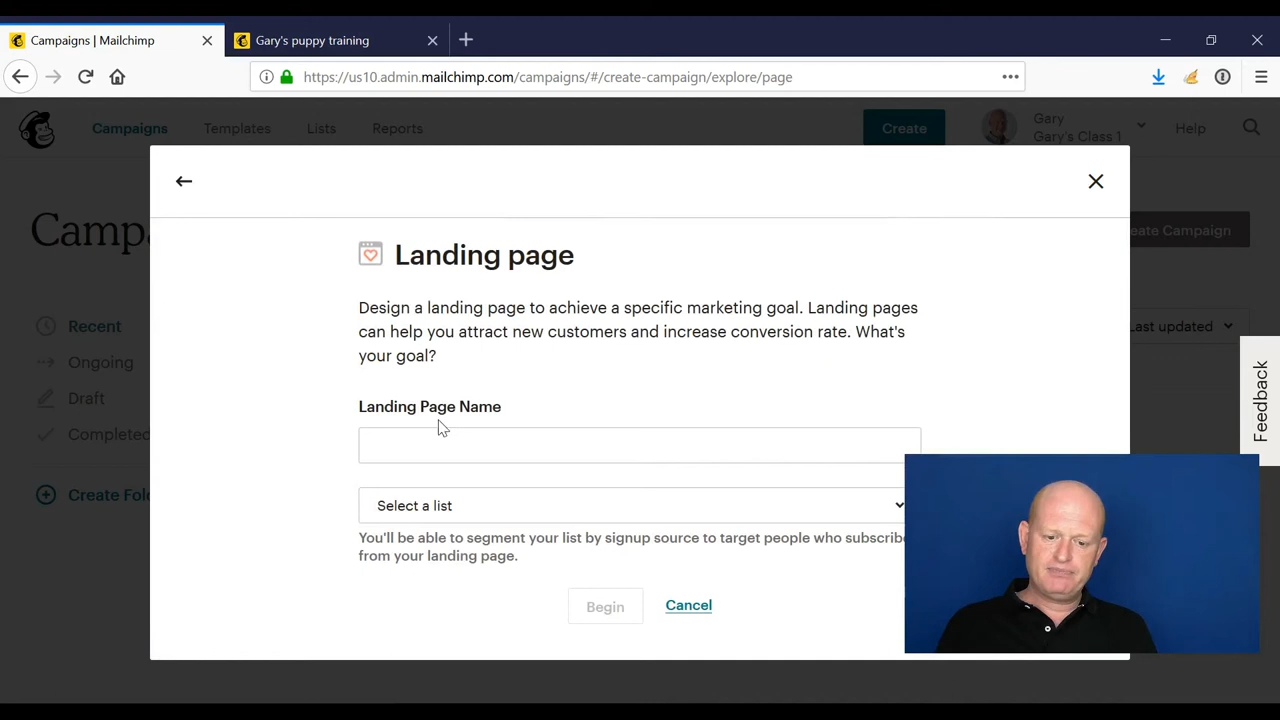 Campaigns | Mailchimp
Gary's puppy training
https://us10.admin.mailchimp.com/campaigns/#/create-campaign/explore/page
Campaigns
Templates
Lists
Reports
Create
Gary
Gary's Class 1
Help
Campa
eate Campaign
Recent
Ongoing
Draft
Completed
Create Fol
Last updated
Landing page
Design a landing page to achieve a specific marketing goal. Landing pages
can help you attract new customers and increase conversion rate. What's
your goal?
Landing Page Name
Select a list
You'll be able to segment your list by signup source to target people who subscribe
from your landing page.
Begin
Cancel
Feedback